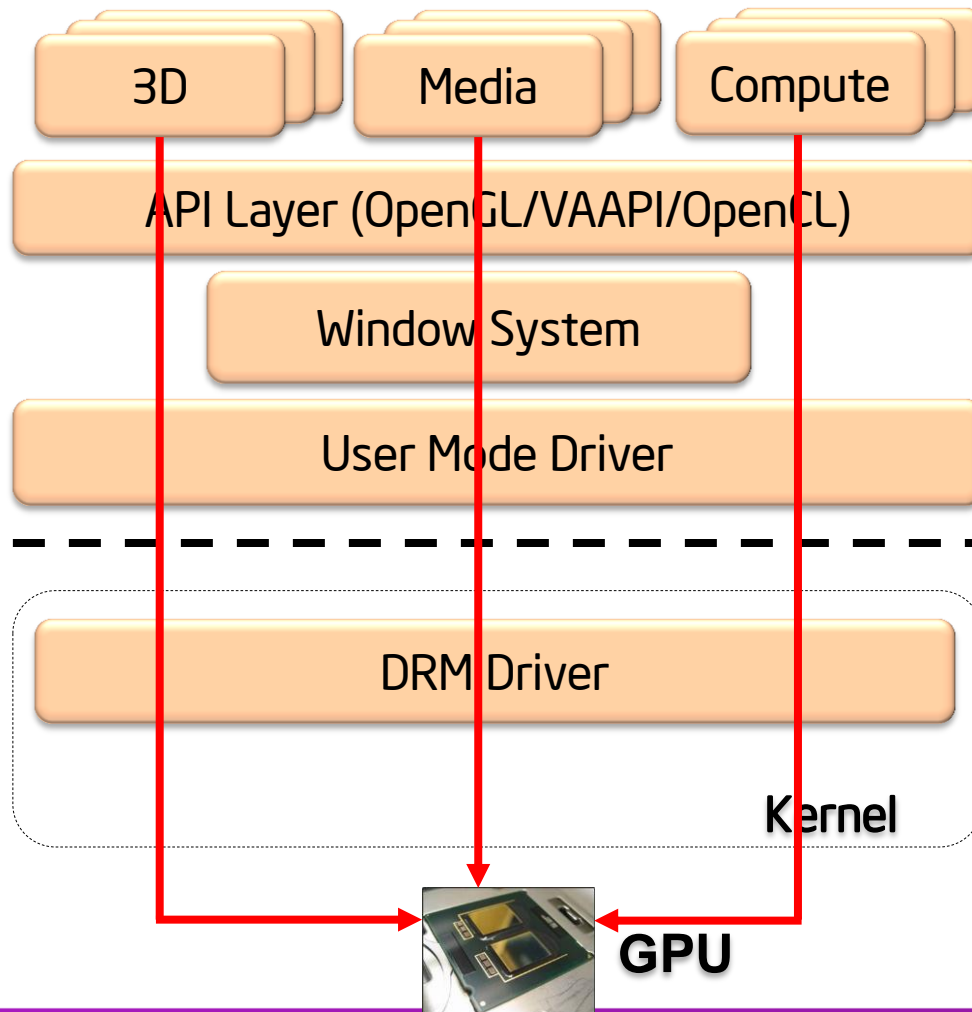 3D
Media
Compute
API Layer (OpenGL/VAAPI/OpenCL)
Window System
User Mode Driver
DRM Driver
Kernel
GPU